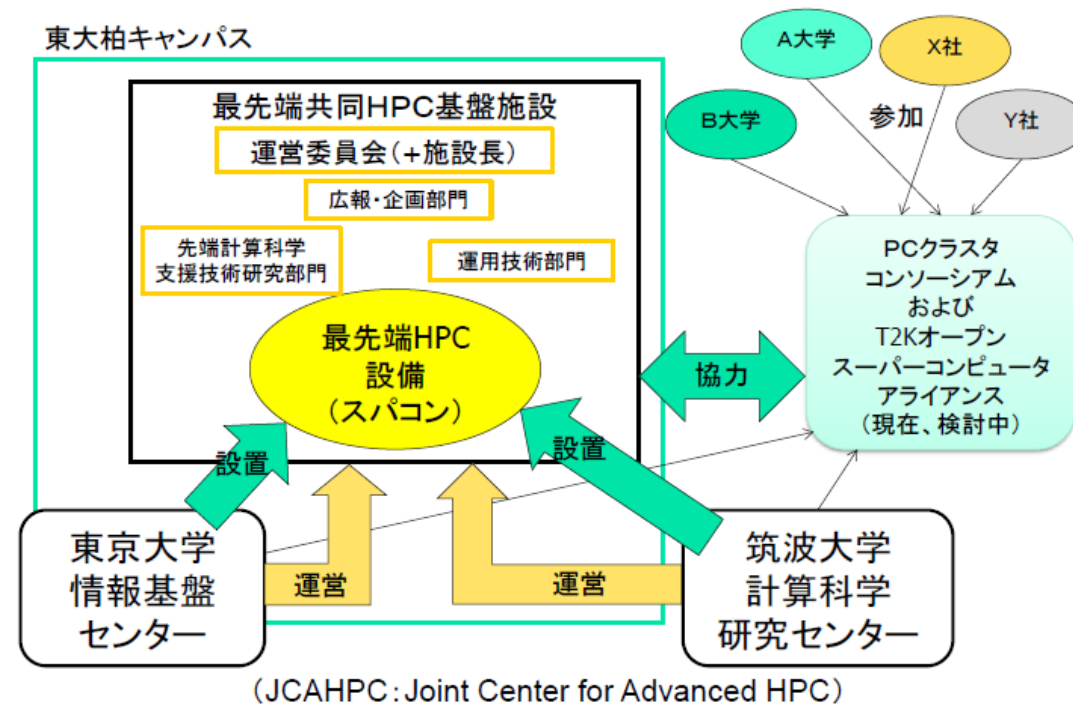 東大柏キャンパス
最先端共同HPC基盤施設
運営委員会(+施設長)
広報・企画部門
先端計算科学
支援技術研究部門
運用技術部門
最先端HPC
設備
(スパコン)
設置
設置
運営
運営
東京大学
情報基盤
センター
筑波大学
計算科学
研究センター
協力
A大学
X社
B大学
参加
Y社
PCクラスタ
コンソーシアム
および
T2Kオープン
スーパーコンピュータ
アライアンス
(現在、検討中)
(JCAHPC:Joint Center for Advanced HPC)